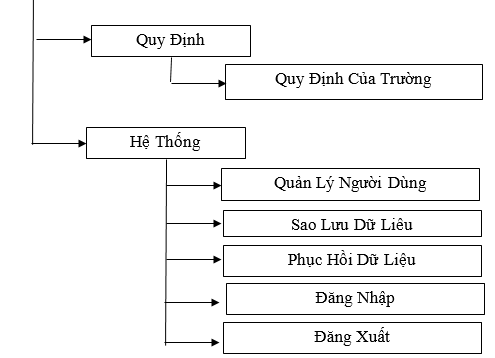 Quy Định
Quy Định Của Trường
Hệ Thống
Quản Lý Người Dùng
Sao Lưu Dữ Liêu
Phục Hồi Dữ Liệu
Đăng Nhập
Đăng Xuất